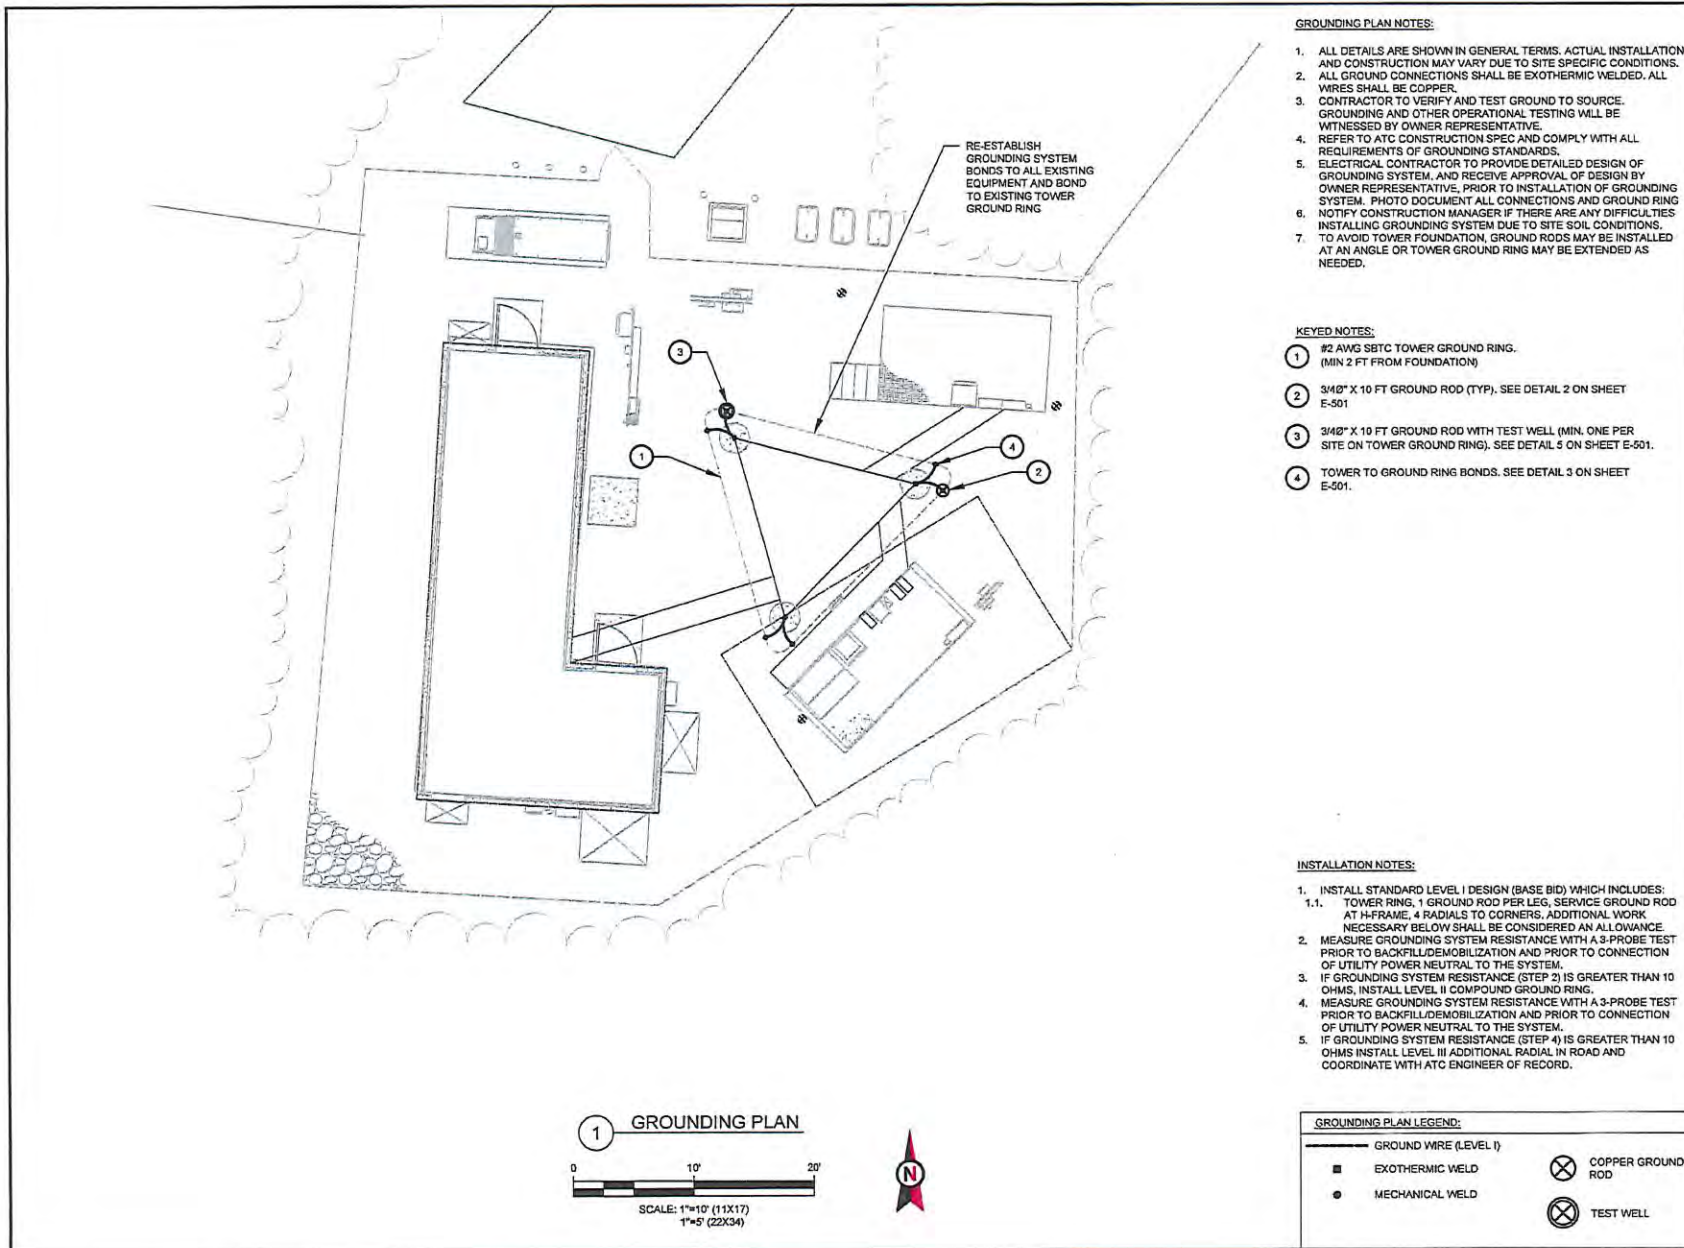 GROUNDING PLAN NOTES:
1. ALL DETAILS ARE SHOWN IN GENERAL TERMS. ACTUAL INSTALLATION
AND CONSTRUCTION MAY VARY DUE TO SITE SPECIFIC CONDITIONS.
2. ALL GROUND CONNECTIONS SHALL BE EXOTHERMIC WELDED. ALL
WIRES SHALL BE COPPER.
3. CONTRACTOR TO VERIFY AND TEST GROUND TO SOURCE.
GROUNDING AND OTHER OPERATIONAL TESTING WILL BE
WITNESSED BY OWNER REPRESENTATIVE.
4. REFER TO ATC CONSTRUCTION SPEC AND COMPLY WITH ALL
REQUIREMENTS OF GROUNDING STANDARDS.
5. ELECTRICAL CONTRACTOR TO PROVIDE DETAILED DESIGN OF
GROUNDING SYSTEM, AND RECEIVE APPROVAL OF DESIGN BY
OWNER REPRESENTATIVE, PRIOR TO INSTALLATION OF GROUNDING
SYSTEM. PHOTO DOCUMENT ALL CONNECTIONS AND GROUND RING
6. NOTIFY CONSTRUCTION MANAGER IF THERE ARE ANY DIFFICULTIES
INSTALLING GROUNDING SYSTEM DUE TO SITE SOIL CONDITIONS.
7. TO AVOID TOWER FOUNDATION, GROUND RODS MAY BE INSTALLED
AT AN ANGLE OR TOWER GROUND RING MAY BE EXTENDED AS
NEEDED.
RE-ESTABLISH
GROUNDING SYSTEM
BONDS TO ALL EXISTING
EQUIPMENT AND BOND
TO EXISTING TOWER
GROUND RING
3
1
4
2
KEYED NOTES:
1 #2 AWG SBTC TOWER GROUND RING.
(MIN 2 FT FROM FOUNDATION)
2 3/4Ø" X 10 FT GROUND ROD (TYP). SEE DETAIL 2 ON SHEET
E-501
3 3/4Ø" X 10 FT GROUND ROD WITH TEST WELL (MIN. ONE PER
SITE ON TOWER GROUND RING). SEE DETAIL 5 ON SHEET E-501.
4 TOWER TO GROUND RING BONDS. SEE DETAIL 3 ON SHEET
E-501.
INSTALLATION NOTES:
1. INSTALL STANDARD LEVEL I DESIGN (BASE BID) WHICH INCLUDES:
1.1. TOWER RING, 1 GROUND ROD PER LEG, SERVICE GROUND ROD
AT H-FRAME, 4 RADIALS TO CORNERS. ADDITIONAL WORK
NECESSARY BELOW SHALL BE CONSIDERED AN ALLOWANCE.
2. MEASURE GROUNDING SYSTEM RESISTANCE WITH A 3-PROBE TEST
PRIOR TO BACKFILL/DEMOBILIZATION AND PRIOR TO CONNECTION
OF UTILITY POWER NEUTRAL TO THE SYSTEM.
3. IF GROUNDING SYSTEM RESISTANCE (STEP 2) IS GREATER THAN 10
OHMS, INSTALL LEVEL II COMPOUND GROUND RING.
4. MEASURE GROUNDING SYSTEM RESISTANCE WITH A 3-PROBE TEST
PRIOR TO BACKFILL/DEMOBILIZATION AND PRIOR TO CONNECTION
OF UTILITY POWER NEUTRAL TO THE SYSTEM.
5. IF GROUNDING SYSTEM RESISTANCE (STEP 4) IS GREATER THAN 10
OHMS INSTALL LEVEL III ADDITIONAL RADIAL IN ROAD AND
COORDINATE WITH ATC ENGINEER OF RECORD.
1 GROUNDING PLAN
0 10' 20'
SCALE: 1"=10' (11X17)
1"=5' (22X34)
N
GROUNDING PLAN LEGEND:
GROUND WIRE (LEVEL I)
EXOTHERMIC WELD
MECHANICAL WELD
COPPER GROUND
ROD
TEST WELL